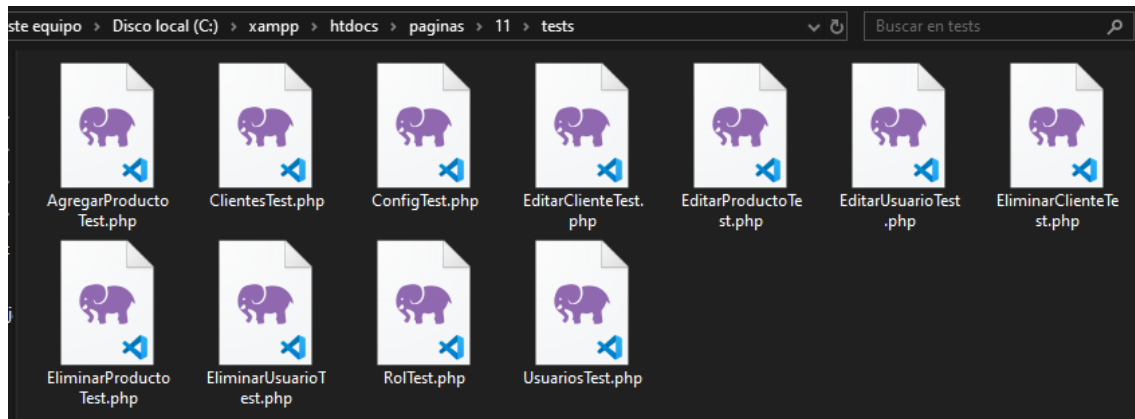 ste equipo > Disco local (C:) > xampp > htdocs > paginas > 11 > tests
Buscar en tests
AgregarProducto
Test.php
ClientesTest.php
ConfigTest.php
EditarClienteTest.
php
EditarProductoTe
st.php
EditarUsuarioTest
.php
EliminarClienteTe
st.php
EliminarProducto
Test.php
EliminarUsuarioT
est.php
RolTest.php
UsuariosTest.php